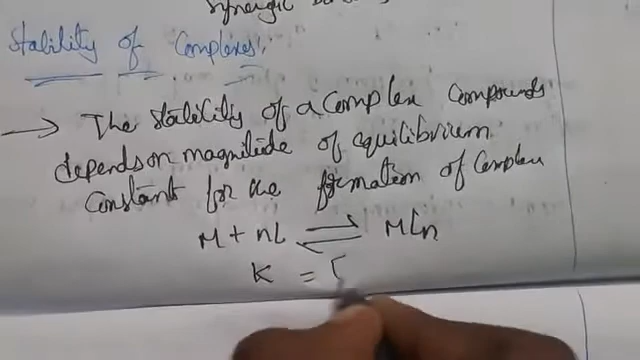 Synergic
Stability of Complexes:
→ The stability of a complex compounds
depends on magnitude of equilibrium
constant for the formation of complex
M + nL ⇌ MLn
K = [